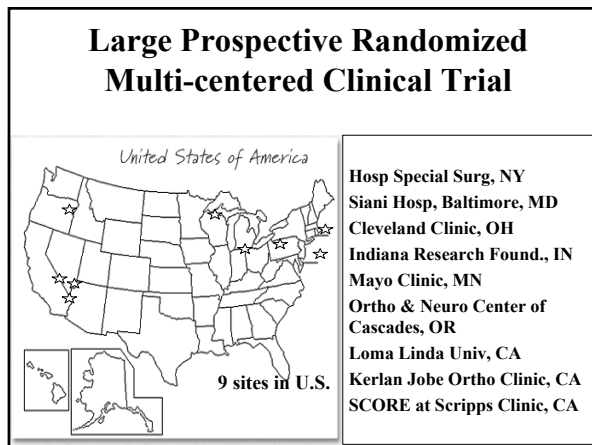 Large Prospective Randomized
Multi-centered Clinical Trial
United States of America
9 sites in U.S.
Hosp Special Surg, NY
Siani Hosp, Baltimore, MD
Cleveland Clinic, OH
Indiana Research Found., IN
Mayo Clinic, MN
Ortho & Neuro Center of
Cascades, OR
Loma Linda Univ, CA
Kerlan Jobe Ortho Clinic, CA
SCORE at Scripps Clinic, CA